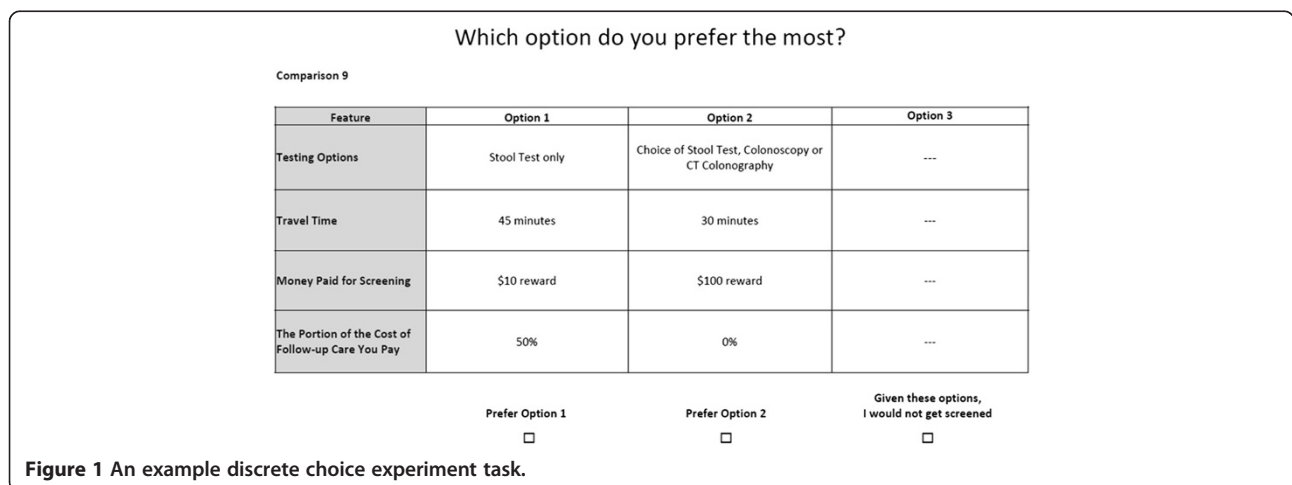 Which option do you prefer the most?
Comparison 9
Feature Option 1 Option 2 Option 3
Testing Options Stool Test only Choice of Stool Test, Colonoscopy or
CT Colonography ---
Travel Time 45 minutes 30 minutes ---
Money Paid for Screening $10 reward $100 reward ---
The Portion of the Cost of
Follow-up Care You Pay 50% 0% ---
Prefer Option 1 Prefer Option 2 Given these options,
I would not get screened
☐ ☐ ☐
Figure 1 An example discrete choice experiment task.